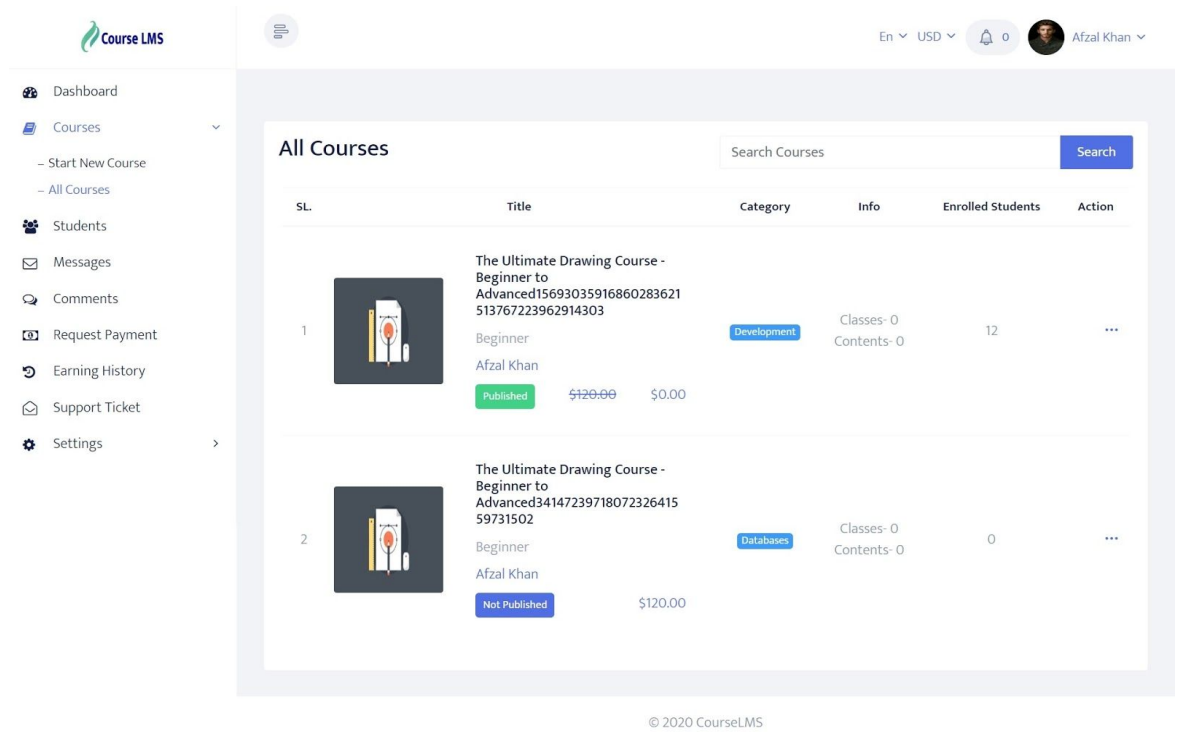 Course LMS
En USD 0 Afzal Khan
Dashboard
Courses
– Start New Course
– All Courses
Students
Messages
Comments
Request Payment
Earning History
Support Ticket
Settings
All Courses
Search Courses Search
SL. Title Category Info Enrolled Students Action
The Ultimate Drawing Course -
Beginner to
Advanced15693035916860283621
513767223962914303
1 Development Classes- 0 12 ...
Contents- 0
Beginner
Afzal Khan
Published $120.00 $0.00
The Ultimate Drawing Course -
Beginner to
Advanced34147239718072326415
59731502
2 Databases Classes- 0 0 ...
Contents- 0
Beginner
Afzal Khan
Not Published $120.00
© 2020 CourseLMS